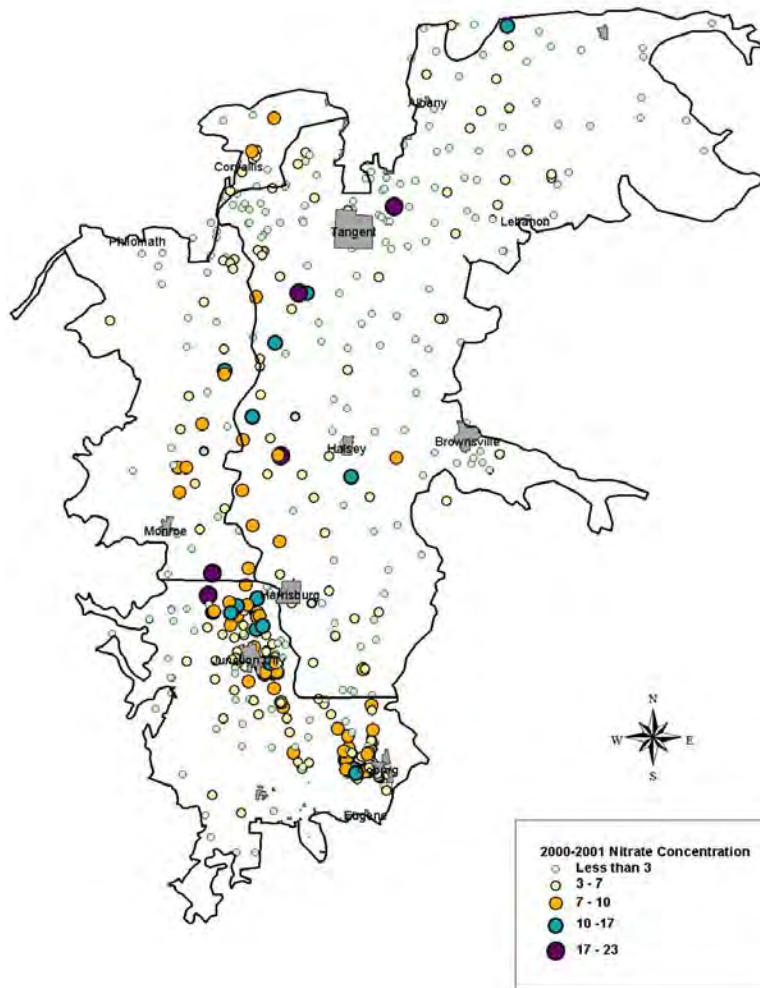 Albany
Corvallis
Tangent
Lebanon
Philomath
Halsey
Brownsville
Monroe
Harrisburg
Junction City
Eugene
N
W E
S
2000-2001 Nitrate Concentration
Less than 3
3 - 7
7 - 10
10 -17
17 - 23